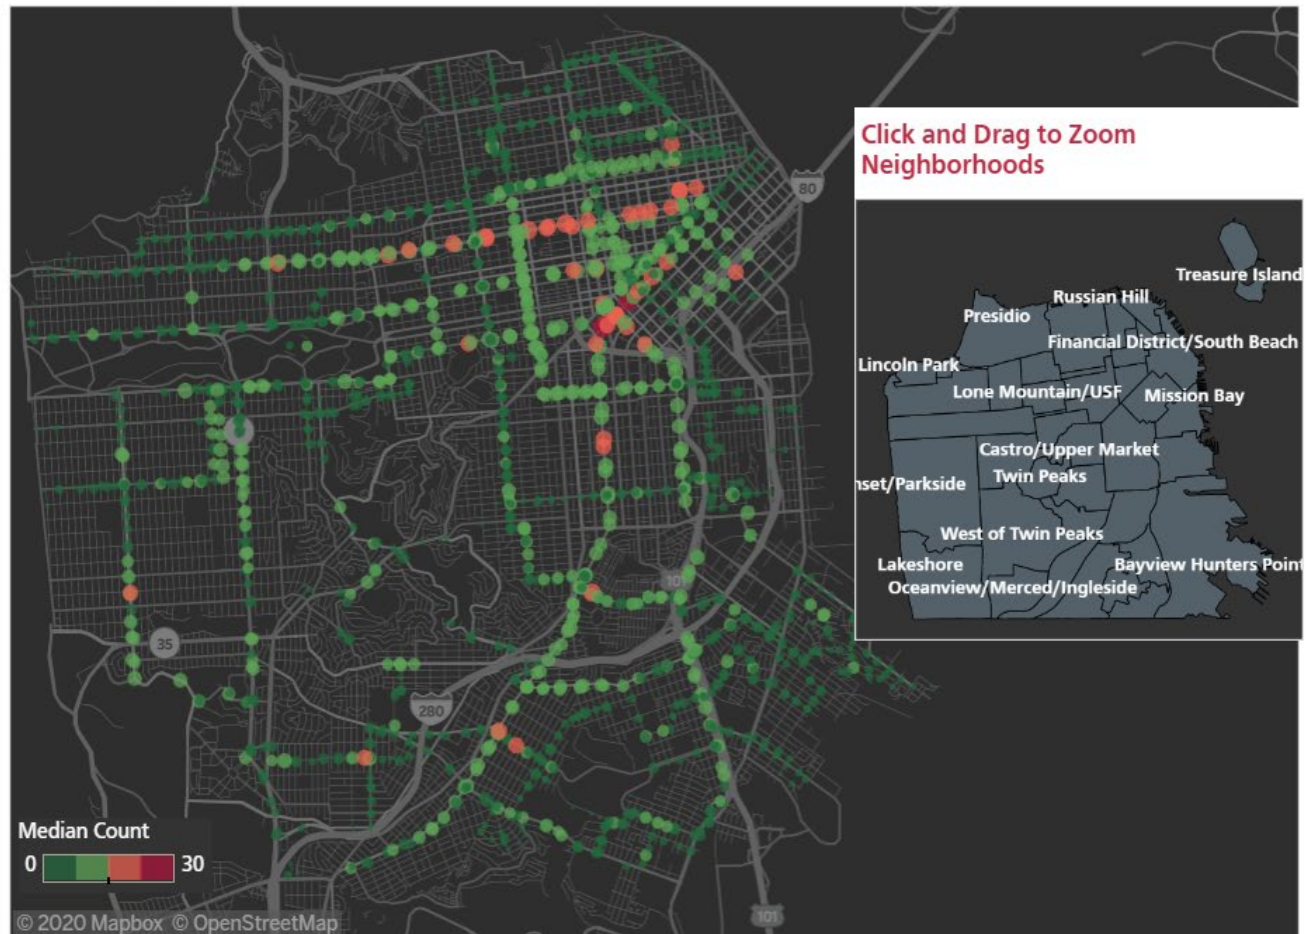 Click and Drag to Zoom
Neighborhoods
80
Treasure Island
Russian Hill
Presidio
Financial District/South Beach
Lincoln Park
Lone Mountain/USF
Mission Bay
Castro/Upper Market
Twin Peaks
nset/Parkside
West of Twin Peaks
Lakeshore
Bayview Hunters Point
Oceanview/Merced/Ingleside
101
35
280
Median Count
0 30
101
© 2020 Mapbox © OpenStreetMap